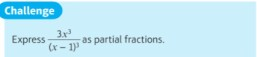 Challenge
Express 3x³/(x − 1)³ as partial fractions.